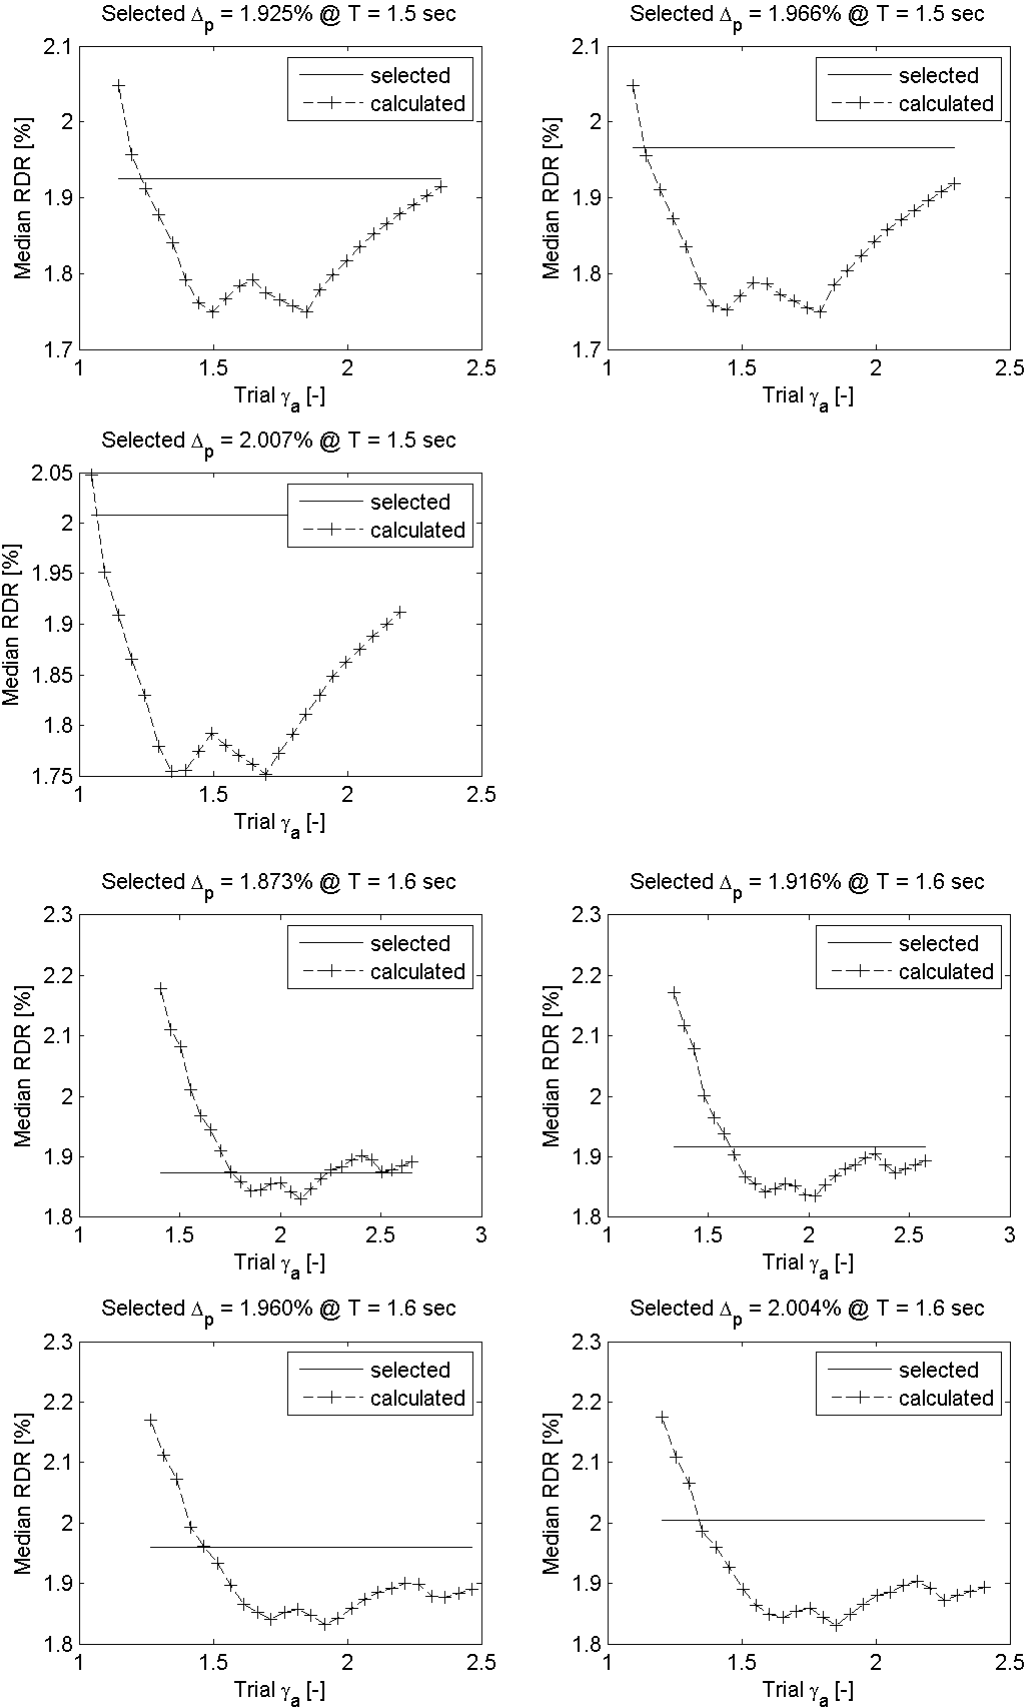 Selected Δp = 1.925% @ T = 1.5 sec
2.1
2
1.9
1.8
1.7
Median RDR [%]
selected
calculated
1 1.5 2 2.5
Trial γa [-]
Selected Δp = 1.966% @ T = 1.5 sec
2.1
2
1.9
1.8
1.7
Median RDR [%]
selected
calculated
1 1.5 2 2.5
Trial γa [-]
Selected Δp = 2.007% @ T = 1.5 sec
2.05
2
1.95
1.9
1.85
1.8
1.75
Median RDR [%]
selected
calculated
1 1.5 2 2.5
Trial γa [-]
Selected Δp = 1.873% @ T = 1.6 sec
2.3
2.2
2.1
2
1.9
1.8
Median RDR [%]
selected
calculated
1 1.5 2 2.5 3
Trial γa [-]
Selected Δp = 1.916% @ T = 1.6 sec
2.3
2.2
2.1
2
1.9
1.8
Median RDR [%]
selected
calculated
1 1.5 2 2.5 3
Trial γa [-]
Selected Δp = 1.960% @ T = 1.6 sec
2.3
2.2
2.1
2
1.9
1.8
Median RDR [%]
selected
calculated
1 1.5 2 2.5
Trial γa [-]
Selected Δp = 2.004% @ T = 1.6 sec
2.3
2.2
2.1
2
1.9
1.8
Median RDR [%]
selected
calculated
1 1.5 2 2.5
Trial γa [-]